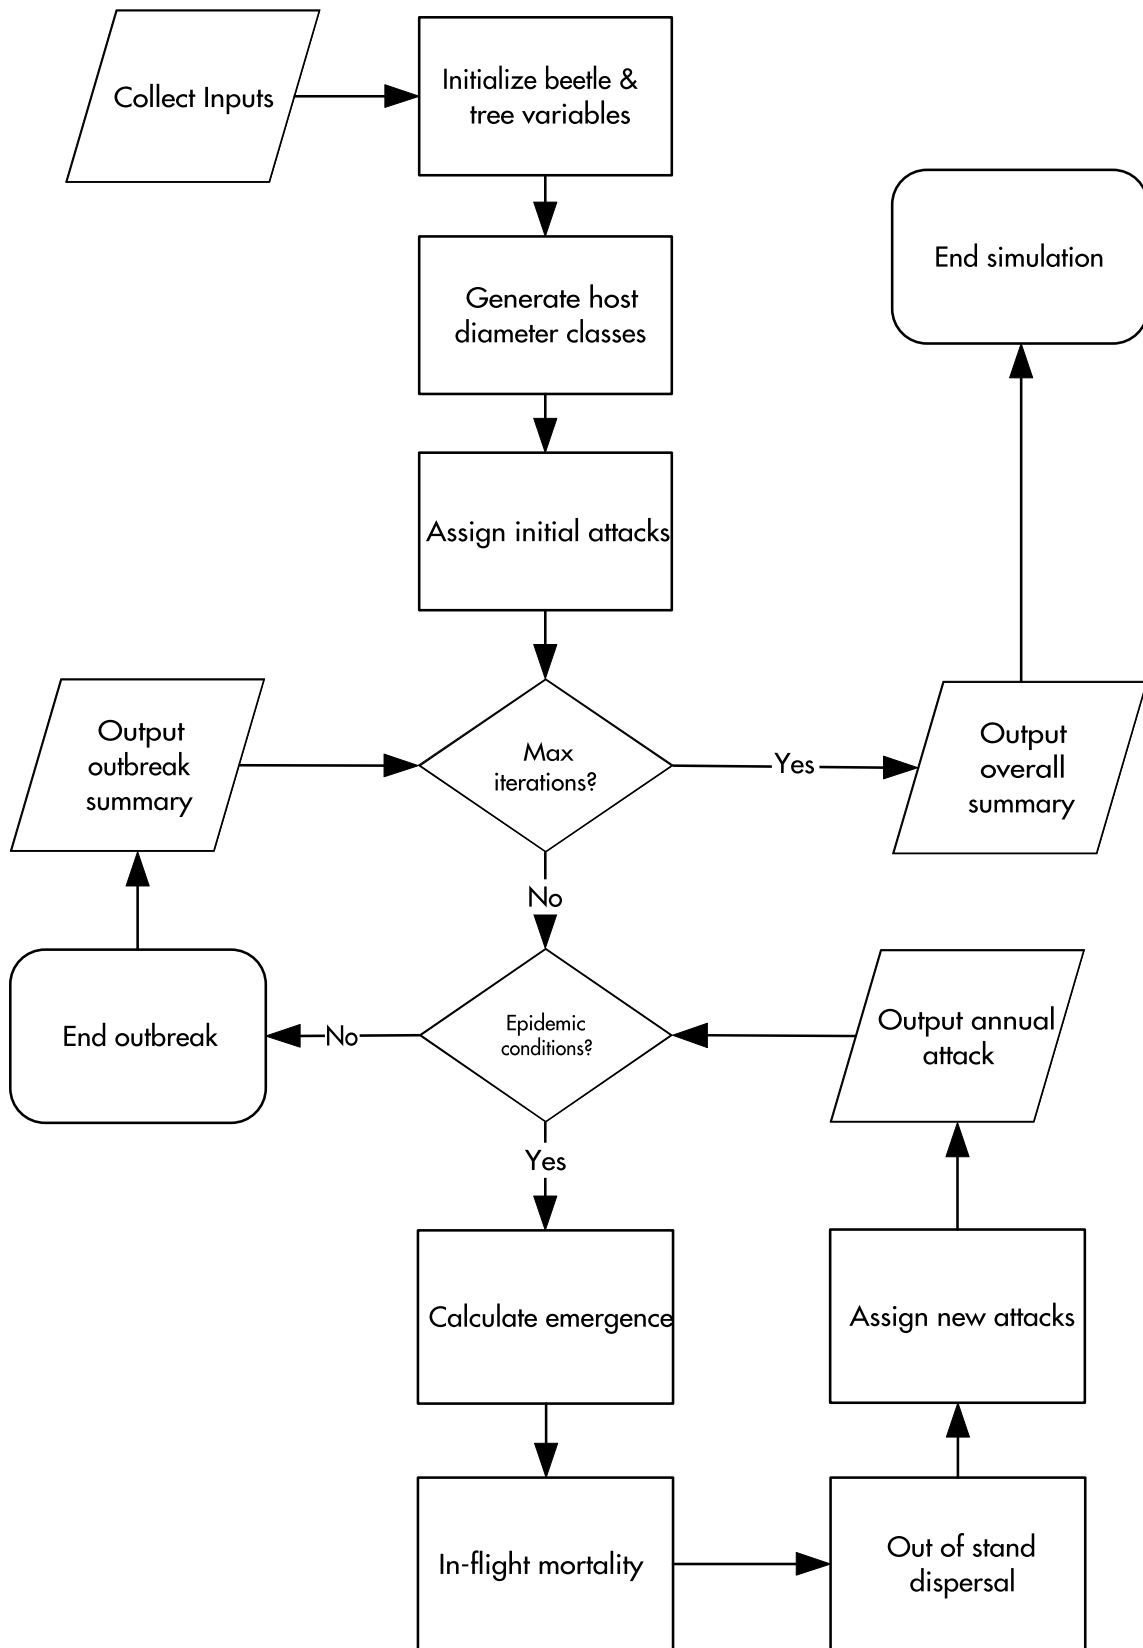 Collect Inputs
Initialize beetle &
tree variables
Generate host
diameter classes
End simulation
Assign initial attacks
Output
outbreak
summary
Max
iterations?
Yes
Output
overall
summary
No
End outbreak
No
Epidemic
conditions?
Output annual
attack
Yes
Calculate emergence
Assign new attacks
In-flight mortality
Out of stand
dispersal